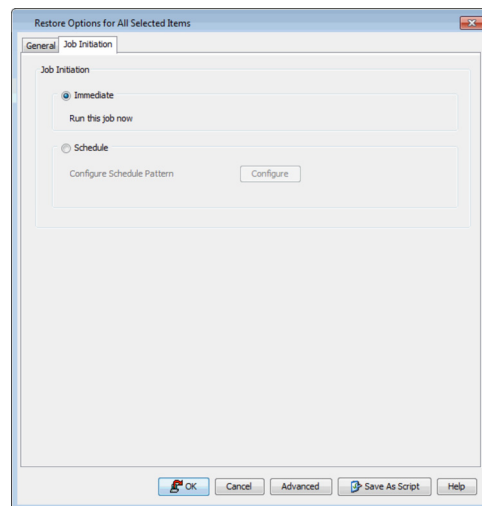 Restore Options for All Selected Items
General Job Initiation
Job Initiation
Immediate
Run this job now
Schedule
Configure Schedule Pattern Configure
OK Cancel Advanced Save As Script Help